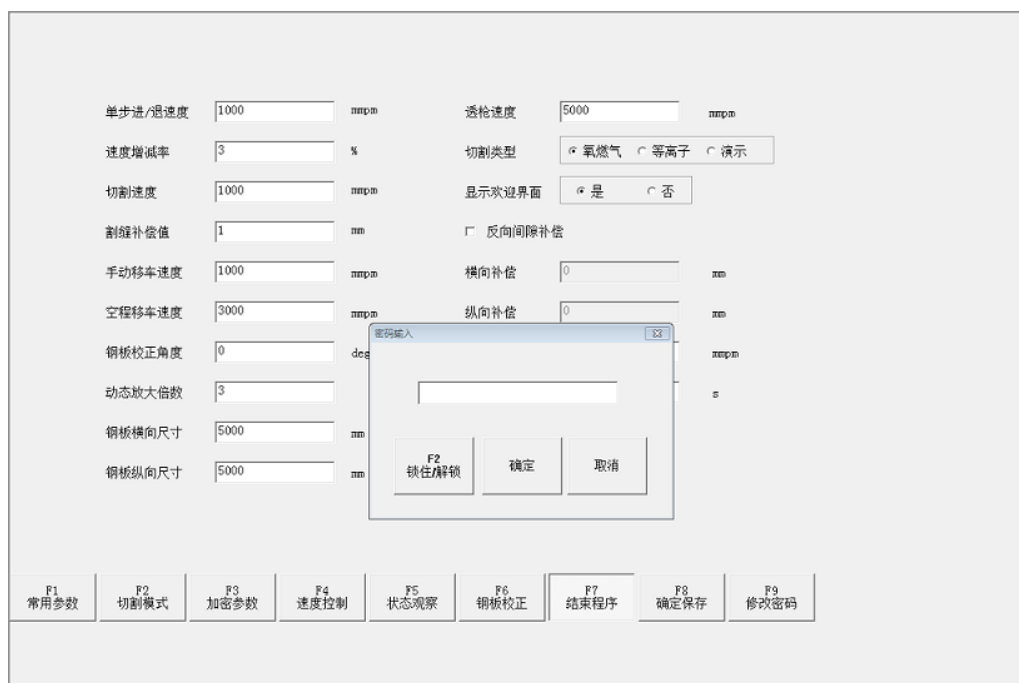 单步进/退速度 1000 mmpm 透枪速度 5000 mmpm
速度增减率 3 % 切割类型 氧燃气 等离子 演示
切割速度 1000 mmpm 显示欢迎界面 是 否
割缝补偿值 1 mm 反向间隙补偿
手动移车速度 1000 mmpm 横向补偿 0 mm
空程移车速度 3000 mmpm 纵向补偿 0 mm
密码输入
钢板校正角度 0 deg mmpm
动态放大倍数 3 s
钢板横向尺寸 5000 mm
钢板纵向尺寸 5000 mm
F2
锁住/解锁 确定 取消
F1 F2 F3 F4 F5 F6 F7 F8 F9
常用参数 切割模式 加密参数 速度控制 状态观察 钢板校正 结束程序 确定保存 修改密码